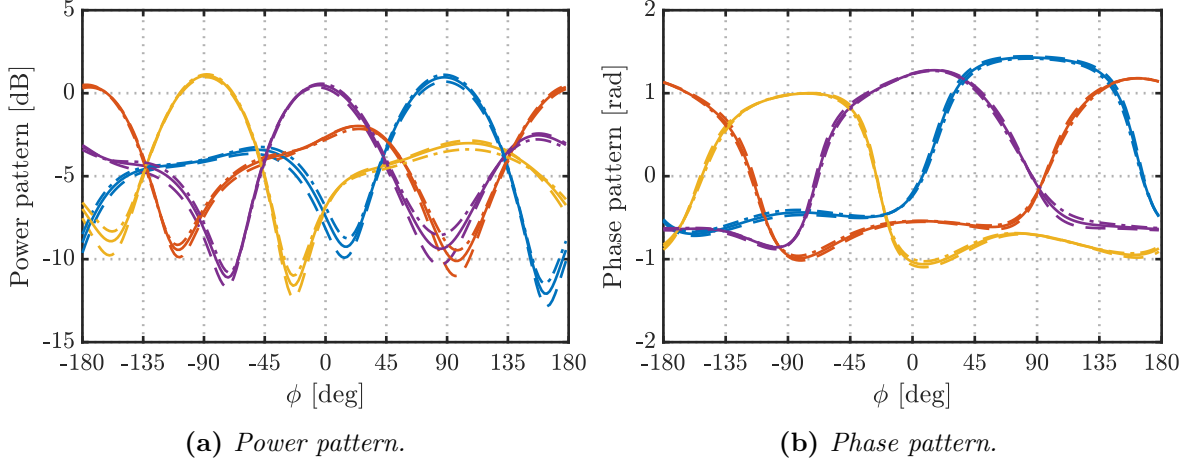 5
0
-5
-10
-15
Power pattern [dB]
-180 -135 -90 -45 0 45 90 135 180
ϕ [deg]
(a) Power pattern.
2
1
0
-1
-2
Phase pattern [rad]
-180 -135 -90 -45 0 45 90 135 180
ϕ [deg]
(b) Phase pattern.